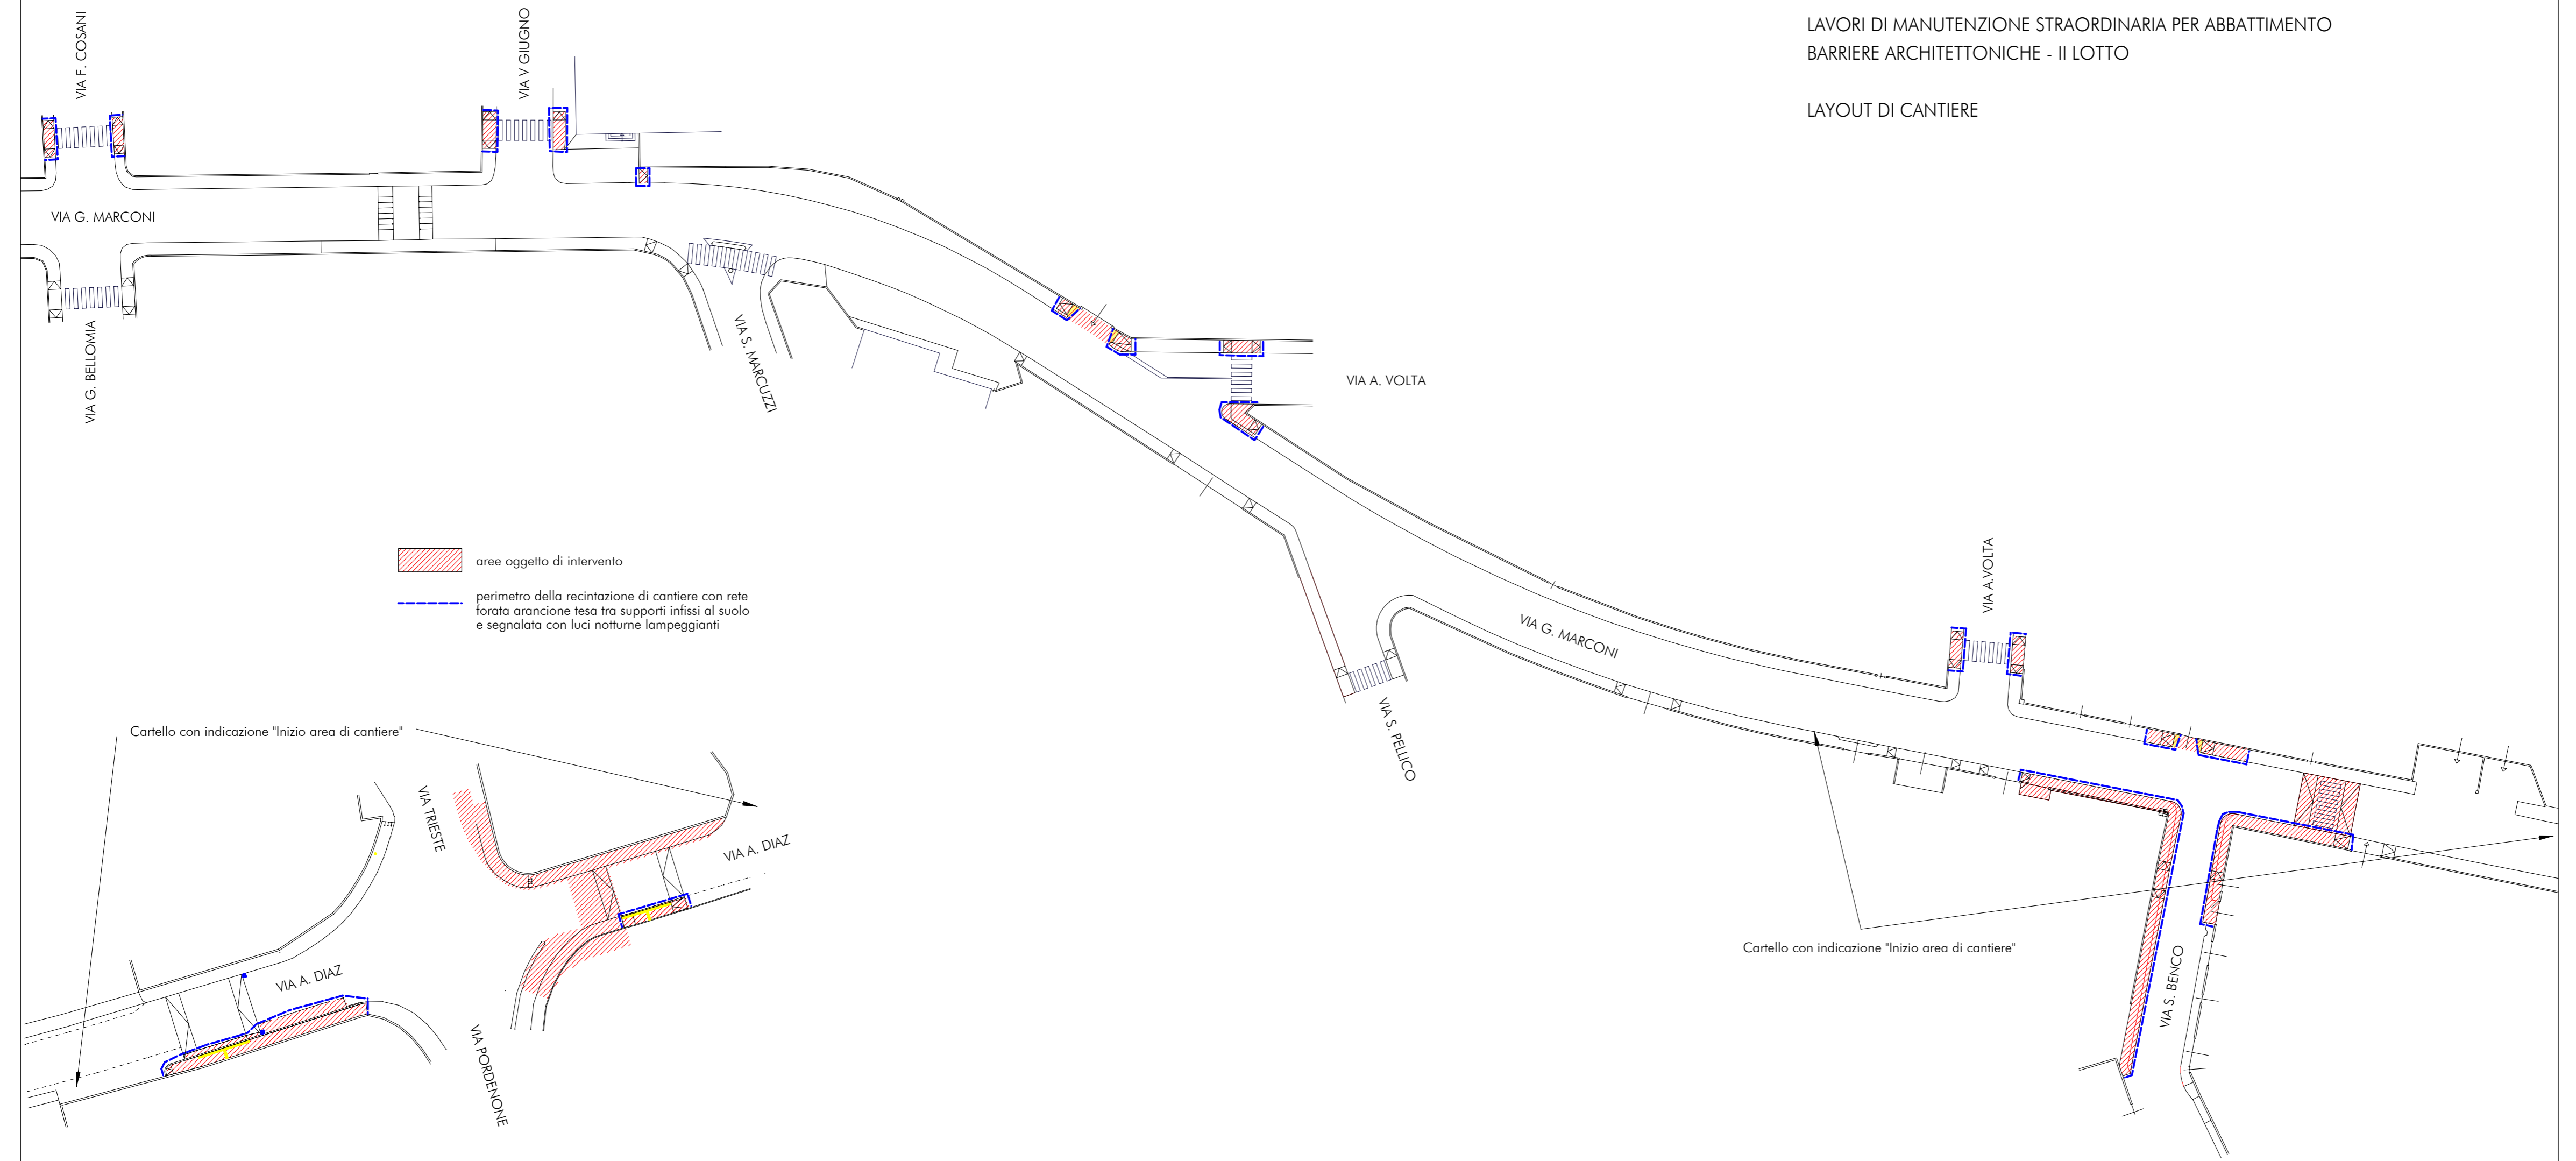 LAVORI DI MANUTENZIONE STRAORDINARIA PER ABBATTIMENTO
BARRIERE ARCHITETTONICHE - II LOTTO
LAYOUT DI CANTIERE
VIA F. COSANI
VIA V GIUGNO
VIA G. MARCONI
VIA G. BELLOMIA
VIA S. MARCUZZI
VIA A. VOLTA
aree oggetto di intervento
perimetro della recintazione di cantiere con rete
forata arancione tesa tra supporti infissi al suolo
e segnalata con luci notturne lampeggianti
VIA A.VOLTA
VIA G. MARCONI
VIA S. PELLICO
Cartello con indicazione "Inizio area di cantiere"
VIA TRIESTE
VIA A. DIAZ
VIA A. DIAZ
VIA PORDENONE
Cartello con indicazione "Inizio area di cantiere"
VIA S. BENCO